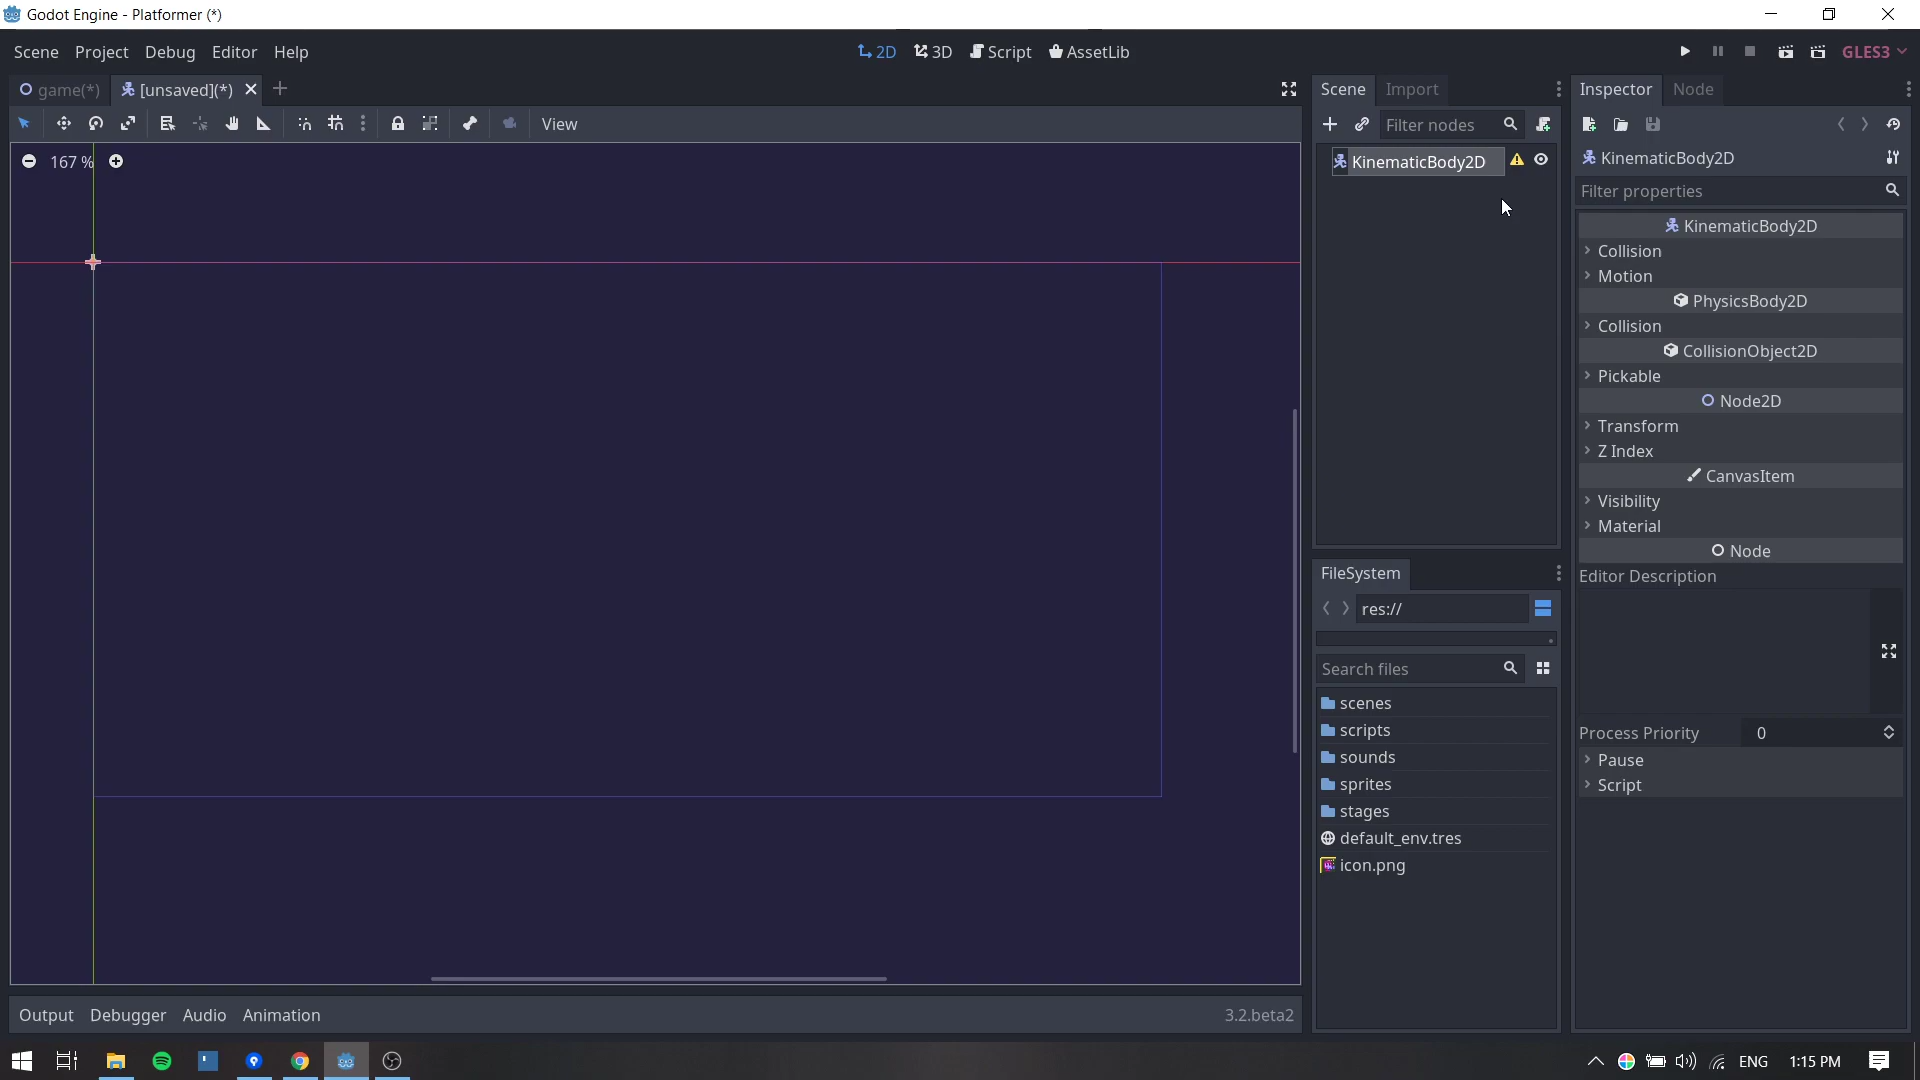 Godot Engine - Platformer (*)
Scene Project Debug Editor Help
2D 3D Script AssetLib
GLES3
game(*) [unsaved](*)
View
167 %
Scene Import
Filter nodes
KinematicBody2D
FileSystem
res://
Search files
scenes
scripts
sounds
sprites
stages
default_env.tres
icon.png
Inspector Node
KinematicBody2D
Filter properties
KinematicBody2D
Collision
Motion
PhysicsBody2D
Collision
CollisionObject2D
Pickable
Node2D
Transform
Z Index
CanvasItem
Visibility
Material
Node
Editor Description
Process Priority 0
Pause
Script
Output Debugger Audio Animation 3.2.beta2
ENG 1:15 PM